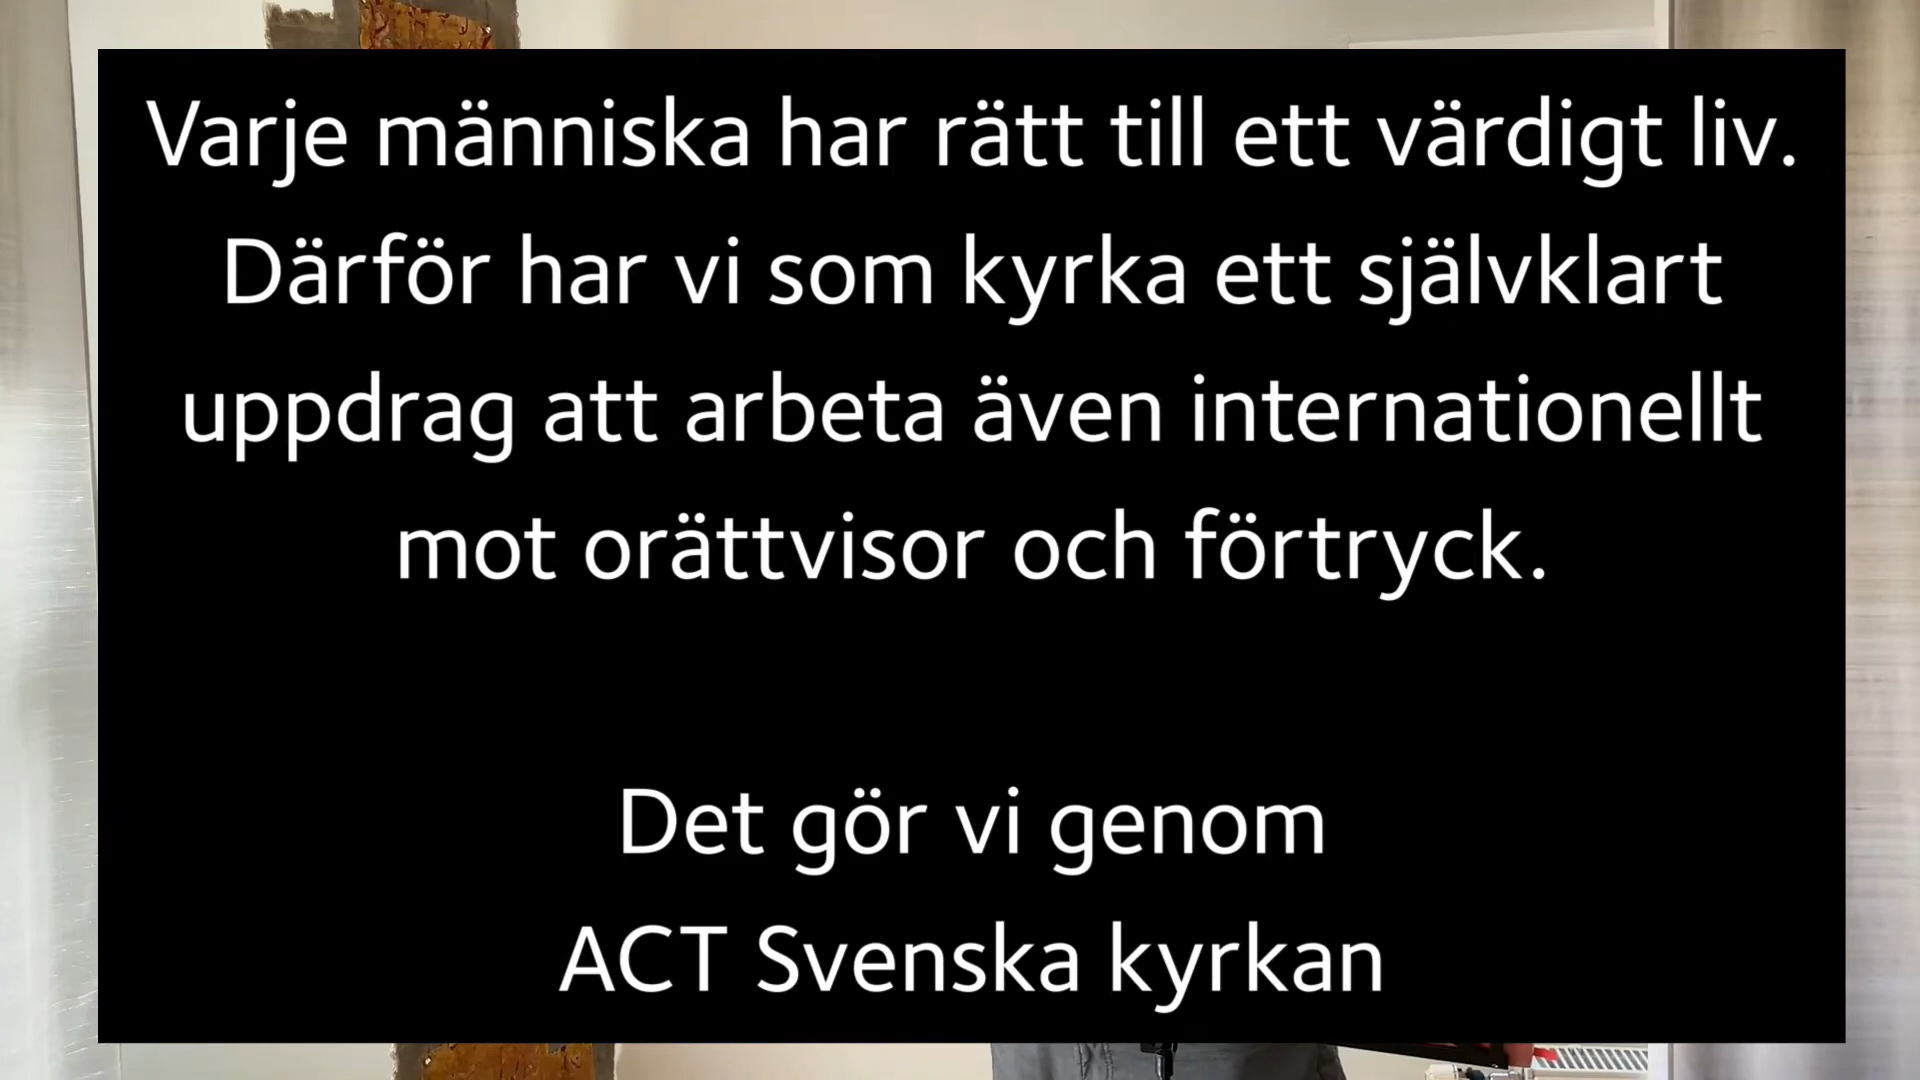 Varje människa har rätt till ett värdigt liv.
Därför har vi som kyrka ett självklart
uppdrag att arbeta även internationellt
mot orättvisor och förtryck.
Det gör vi genom
ACT Svenska kyrkan